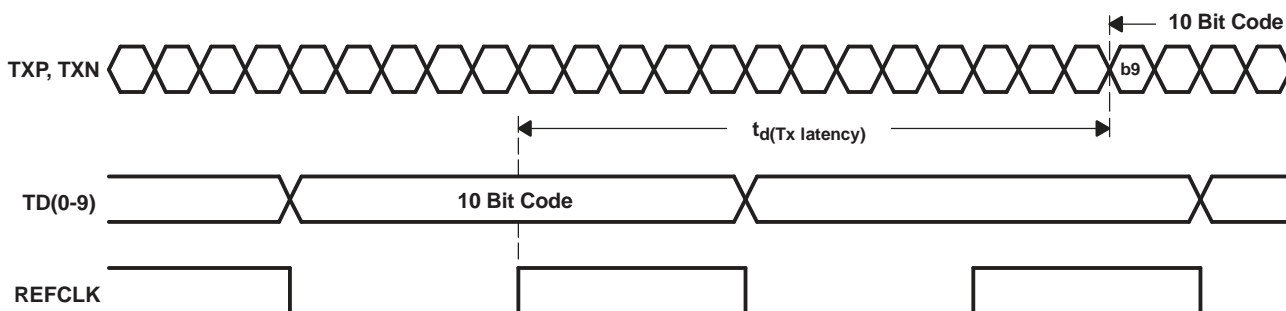 10 Bit Code
TXP, TXN
b9
td(Tx latency)
TD(0-9)
10 Bit Code
REFCLK